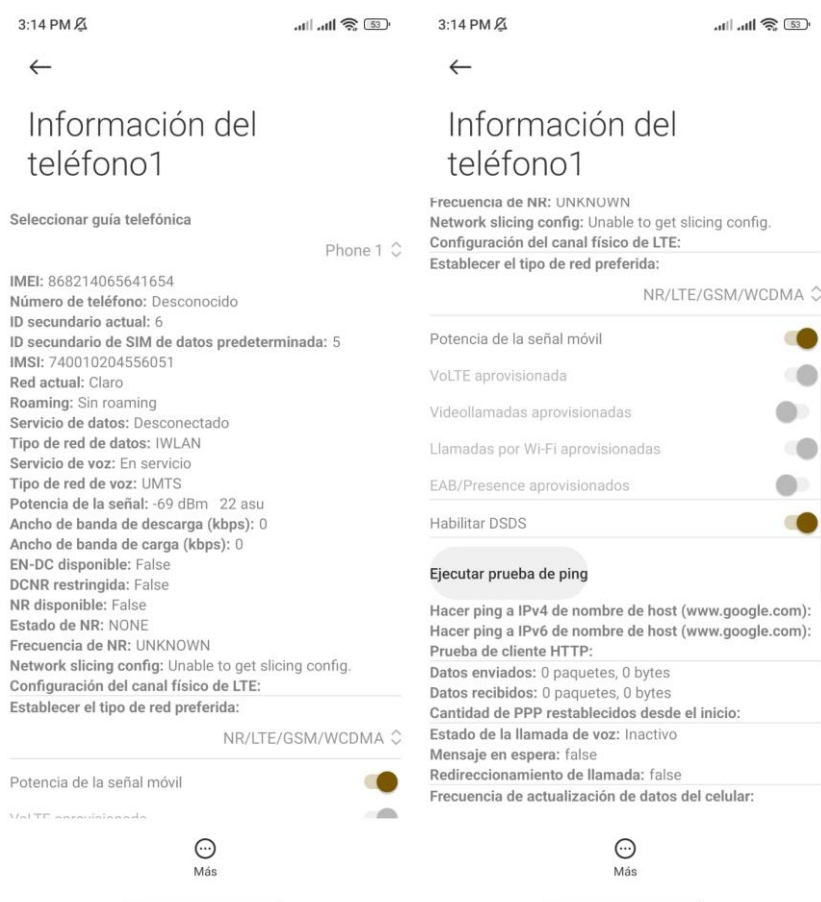 3:14 PM
53
Información del
teléfono1
Seleccionar guía telefónica
Phone 1
IMEI: 868214065641654
Número de teléfono: Desconocido
ID secundario actual: 6
ID secundario de SIM de datos predeterminada: 5
IMSI: 740010204556051
Red actual: Claro
Roaming: Sin roaming
Servicio de datos: Desconectado
Tipo de red de datos: IWLAN
Servicio de voz: En servicio
Tipo de red de voz: UMTS
Potencia de la señal: -69 dBm 22 asu
Ancho de banda de descarga (kbps): 0
Ancho de banda de carga (kbps): 0
EN-DC disponible: False
DCNR restringida: False
NR disponible: False
Estado de NR: NONE
Frecuencia de NR: UNKNOWN
Network slicing config: Unable to get slicing config.
Configuración del canal físico de LTE:
Establecer el tipo de red preferida:
NR/LTE/GSM/WCDMA
Potencia de la señal móvil
VoLTE aprovisionada
Más
3:14 PM
53
Información del
teléfono1
Frecuencia de NR: UNKNOWN
Network slicing config: Unable to get slicing config.
Configuración del canal físico de LTE:
Establecer el tipo de red preferida:
NR/LTE/GSM/WCDMA
Potencia de la señal móvil
VoLTE aprovisionada
Videollamadas aprovisionadas
Llamadas por Wi-Fi aprovisionadas
EAB/Presence aprovisionados
Habilitar DSDS
Ejecutar prueba de ping
Hacer ping a IPv4 de nombre de host (www.google.com):
Hacer ping a IPv6 de nombre de host (www.google.com):
Prueba de cliente HTTP:
Datos enviados: 0 paquetes, 0 bytes
Datos recibidos: 0 paquetes, 0 bytes
Cantidad de PPP restablecidos desde el inicio:
Estado de la llamada de voz: Inactivo
Mensaje en espera: false
Redireccionamiento de llamada: false
Frecuencia de actualización de datos del celular:
Más